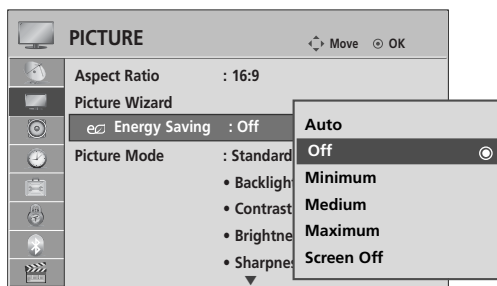 PICTURE
Move OK
Aspect Ratio : 16:9
Picture Wizard
Energy Saving : Off
Picture Mode : Standard
• Backligh
• Contrast
• Brightne
• Sharpne
Auto
Off
Minimum
Medium
Maximum
Screen Off